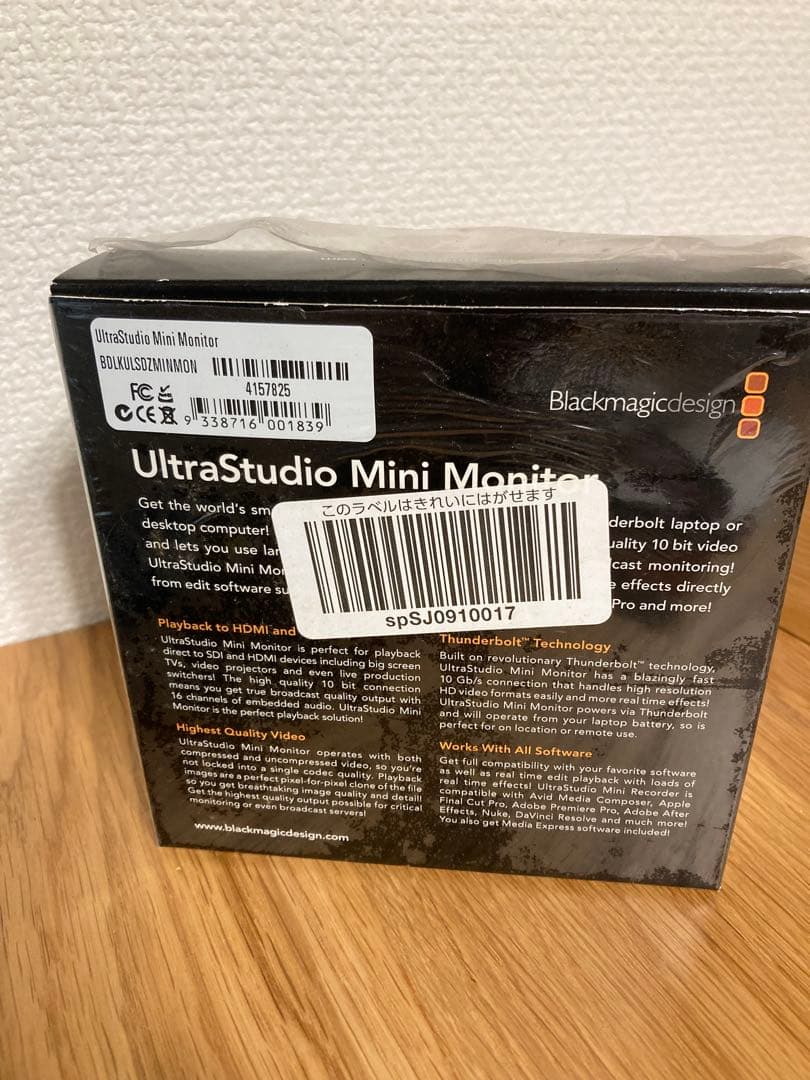 UltraStudio Mini Monitor
BDLKULSDZMINMON
4157825
FC
CE
9 338716 001839
Blackmagicdesign
UltraStudio Mini Monitor
Get the world's sm
desktop computer!
and lets you use lar
UltraStudio Mini Mo
from edit software su
derbolt laptop or
uality 10 bit video
cast monitoring!
e effects directly
Pro and more!
このラベルはきれいにはがせます
spSJ0910017
Playback to HDMI and
UltraStudio Mini Monitor is perfect for playback
direct to SDI and HDMI devices including big screen
TVs, video projectors and even live production
switchers! The high quality 10 bit connection
means you get true broadcast quality output with
16 channels of embedded audio. UltraStudio Mini
Monitor is the perfect playback solution!
Highest Quality Video
UltraStudio Mini Monitor operates with both
compressed and uncompressed video, so you're
not locked into a single codec quality. Playback
images are a perfect pixel-for-pixel clone of the file
so you get breathtaking image quality and detail!
Get the highest quality output possible for critical
monitoring or even broadcast servers!
www.blackmagicdesign.com
Thunderbolt™ Technology
Built on revolutionary Thunderbolt™ technology,
UltraStudio Mini Monitor has a blazingly fast
10 Gb/s connection that handles high resolution
HD video formats easily and more real time effects!
UltraStudio Mini Monitor powers via Thunderbolt
and will operate from your laptop battery, so is
perfect for on location or remote use.
Works With All Software
Get full compatibility with your favorite software
as well as real time edit playback with loads of
real time effects! UltraStudio Mini Recorder is
compatible with Avid Media Composer, Apple
Final Cut Pro, Adobe Premiere Pro, Adobe After
Effects, Nuke, DaVinci Resolve and much more!
You also get Media Express software included!